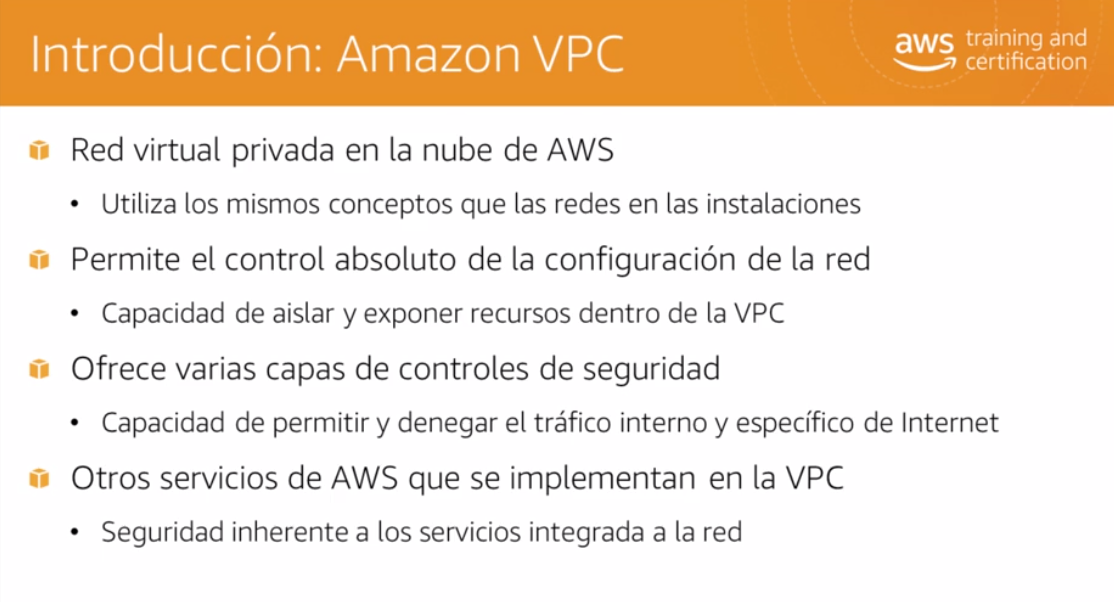 Introducción: Amazon VPC
aws training and
certification
Red virtual privada en la nube de AWS
• Utiliza los mismos conceptos que las redes en las instalaciones
Permite el control absoluto de la configuración de la red
• Capacidad de aislar y exponer recursos dentro de la VPC
Ofrece varias capas de controles de seguridad
• Capacidad de permitir y denegar el tráfico interno y específico de Internet
Otros servicios de AWS que se implementan en la VPC
• Seguridad inherente a los servicios integrada a la red